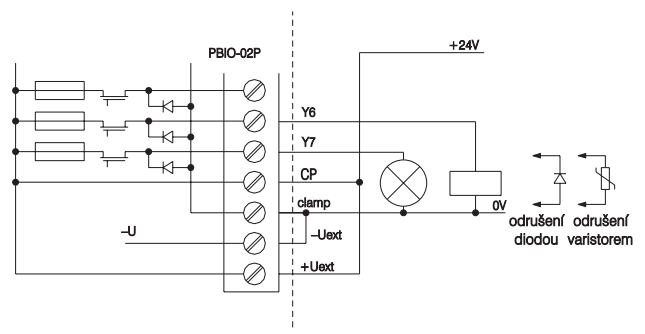 PBIO-02P
+24V
Y6
Y7
CP
clamp
0V
–U
–Uext
+Uext
odrušení
diodou
odrušení
varistorem